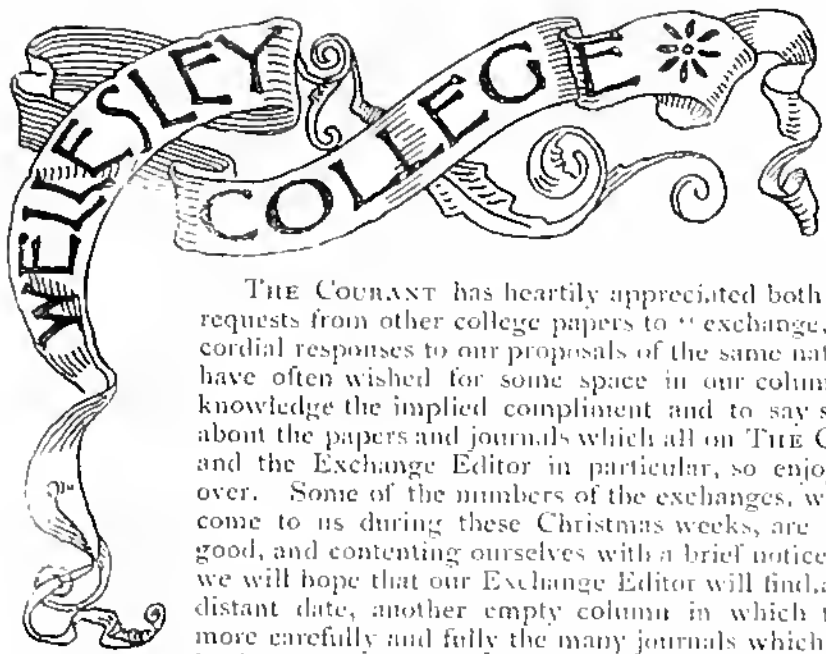 WELLESLEY COLLEGE
THE COURANT has heartily appreciated both
requests from other college papers to "exchange,
cordial responses to our proposals of the same nat
have often wished for some space in our colum
knowledge the implied compliment and to say s
about the papers and journals which all on THE C
and the Exchange Editor in particular, so enjo
over. Some of the numbers of the exchanges, w
come to us during these Christmas weeks, are
good, and contenting ourselves with a brief notice
we will hope that our Exchange Editor will find, a
distant date, another empty column in which t
more carefully and fully the many journals which